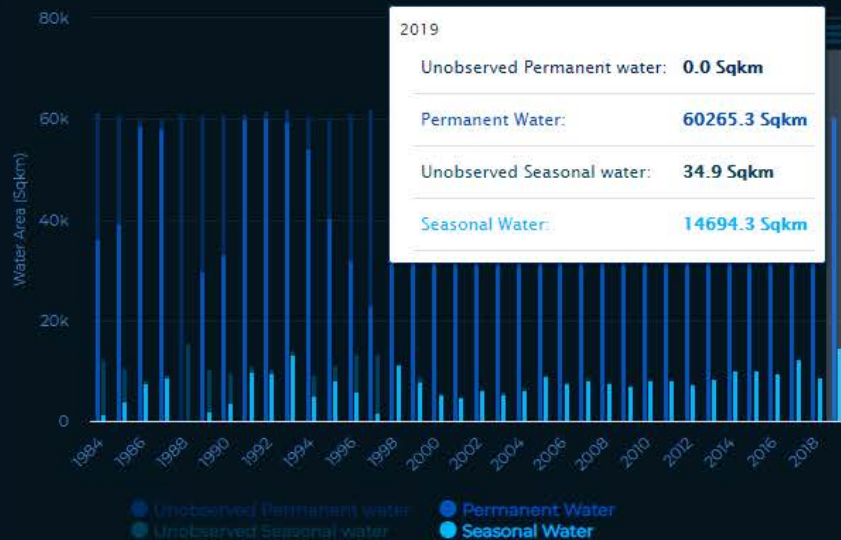 80k
2019
Unobserved Permanent water: 0.0 Sqkm
60k
Permanent Water: 60265.3 Sqkm
Unobserved Seasonal water: 34.9 Sqkm
40k
Seasonal Water: 14694.3 Sqkm
Water Area (Sqkm)
20k
0
1984 1986 1988 1990 1992 1994 1996 1998 2000 2002 2004 2006 2008 2010 2012 2014 2016 2018
Unobserved Permanent water Permanent Water
Unobserved Seasonal water Seasonal Water